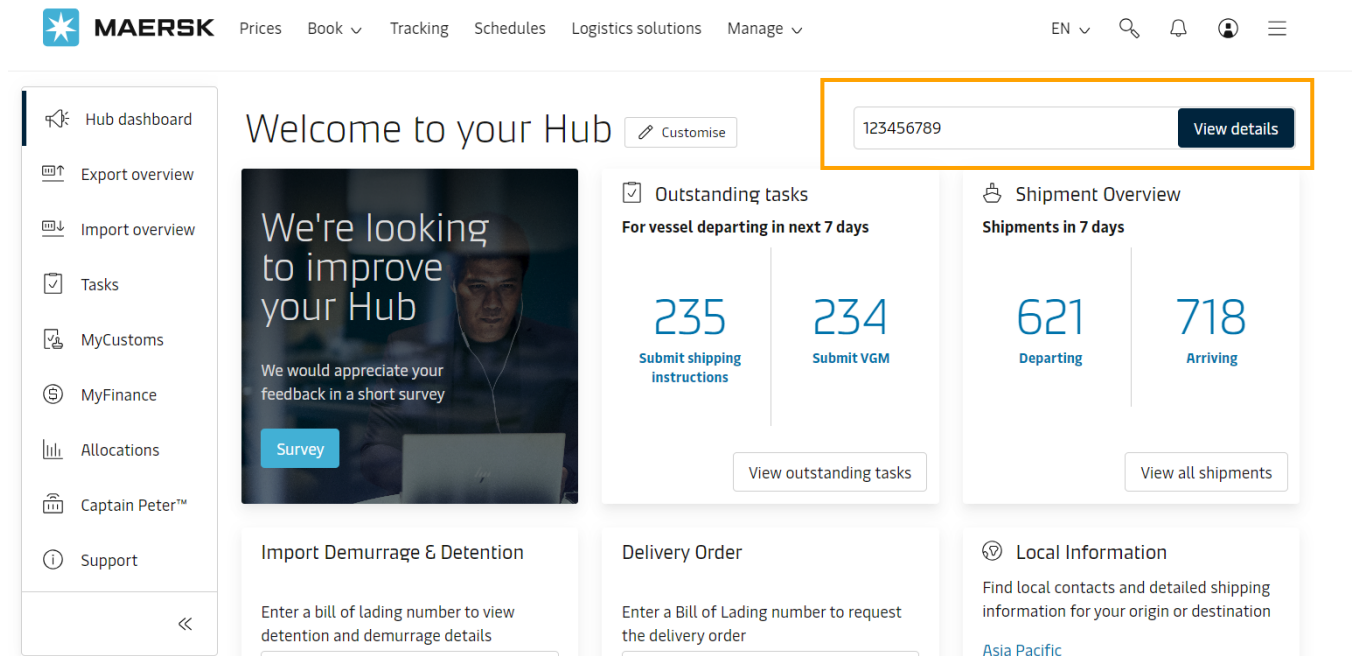 MAERSK
Prices
Book
Tracking
Schedules
Logistics solutions
Manage
EN
Hub dashboard
Export overview
Import overview
Tasks
MyCustoms
MyFinance
Allocations
Captain Peter™
Support
Welcome to your Hub
Customise
123456789
View details
We're looking
to improve
your Hub
We would appreciate your
feedback in a short survey
Survey
Outstanding tasks
For vessel departing in next 7 days
235
Submit shipping
instructions
234
Submit VGM
View outstanding tasks
Shipment Overview
Shipments in 7 days
621
Departing
718
Arriving
View all shipments
Import Demurrage & Detention
Enter a bill of lading number to view
detention and demurrage details
Delivery Order
Enter a Bill of Lading number to request
the delivery order
Local Information
Find local contacts and detailed shipping
information for your origin or destination
Asia Pacific